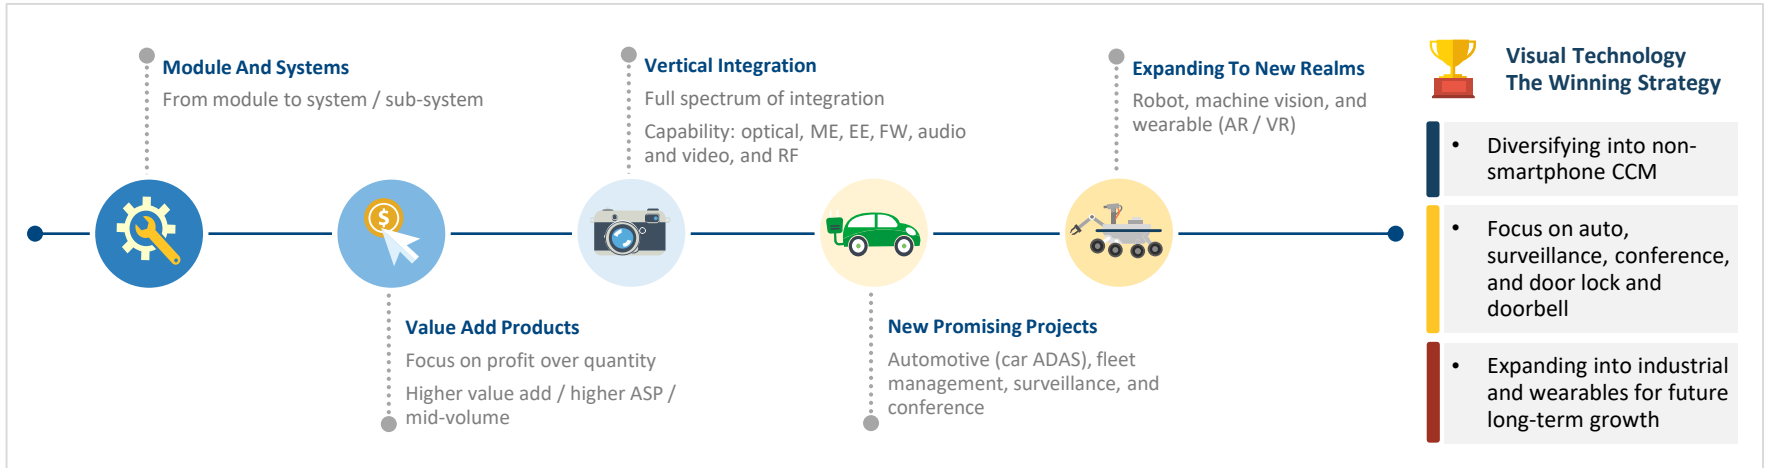 Module And Systems
From module to system / sub-system
$
Value Add Products
Focus on profit over quantity
Higher value add / higher ASP /
mid-volume
Vertical Integration
Full spectrum of integration
Capability: optical, ME, EE, FW, audio
and video, and RF
New Promising Projects
Automotive (car ADAS), fleet
management, surveillance, and
conference
Expanding To New Realms
Robot, machine vision, and
wearable (AR / VR)
Visual Technology
The Winning Strategy
• Diversifying into non-
smartphone CCM
• Focus on auto,
surveillance, conference,
and door lock and
doorbell
• Expanding into industrial
and wearables for future
long-term growth